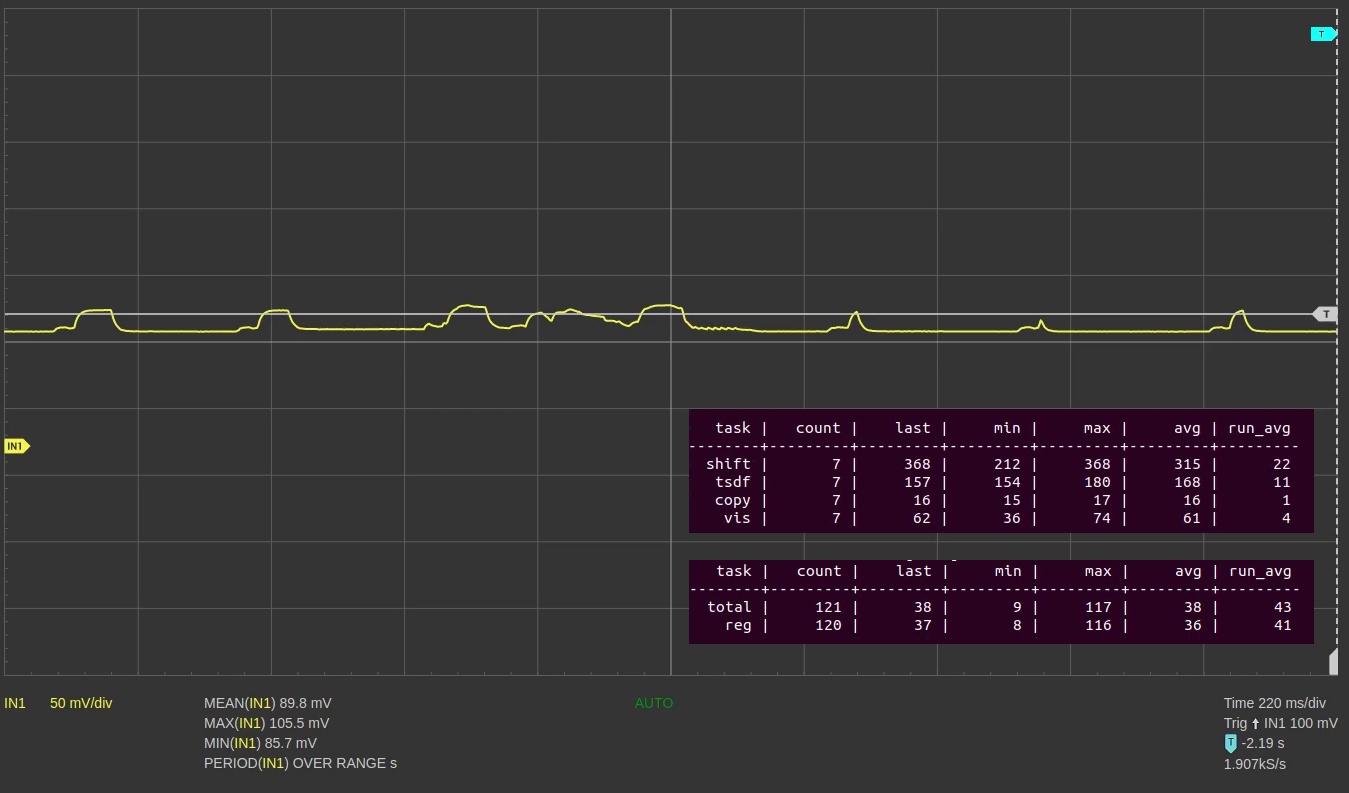 T
T
IN1
task | count | last | min | max | avg | run_avg
--------+----------+---------+---------+---------+---------+---------
shift | 7 | 368 | 212 | 368 | 315 | 22
tsdf | 7 | 157 | 154 | 180 | 168 | 11
copy | 7 | 16 | 15 | 17 | 16 | 1
vis | 7 | 62 | 36 | 74 | 61 | 4
task | count | last | min | max | avg | run_avg
--------+----------+---------+---------+---------+---------+---------
total | 121 | 38 | 9 | 117 | 38 | 43
reg | 120 | 37 | 8 | 116 | 36 | 41
IN1 50 mV/div MEAN(IN1) 89.8 mV AUTO Time 220 ms/div
MAX(IN1) 105.5 mV Trig ↑ IN1 100 mV
MIN(IN1) 85.7 mV T -2.19 s
PERIOD(IN1) OVER RANGE s 1.907kS/s